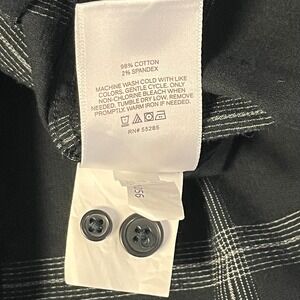 98% COTTON
2% SPANDEX
MACHINE WASH COLD WITH LIKE
COLORS. GENTLE CYCLE. ONLY
NON-CHLORINE BLEACH WHEN
NEEDED. TUMBLE DRY LOW. REMOVE
PROMPTLY. WARM IRON IF NEEDED.
RN# 55285